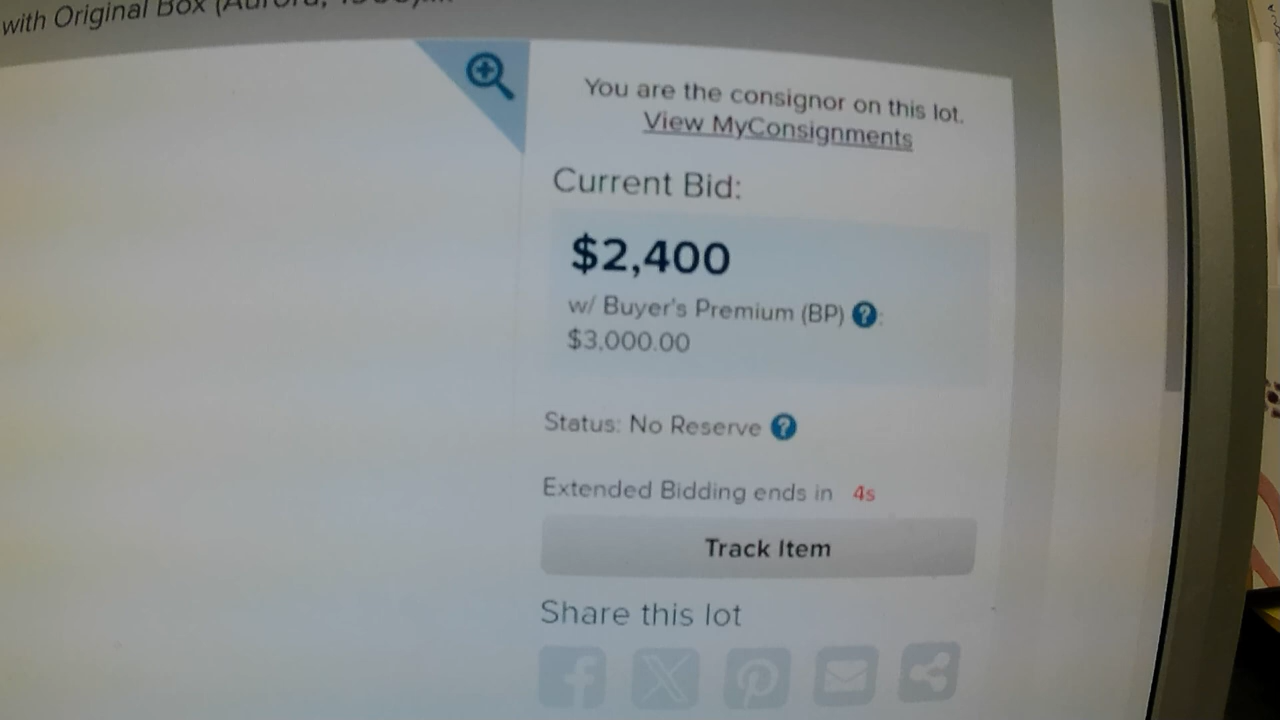 with Original Box (Aurora,
You are the consignor on this lot.
View MyConsignments
Current Bid:
$2,400
w/ Buyer's Premium (BP) ?:
$3,000.00
Status: No Reserve ?
Extended Bidding ends in 4s
Track Item
Share this lot